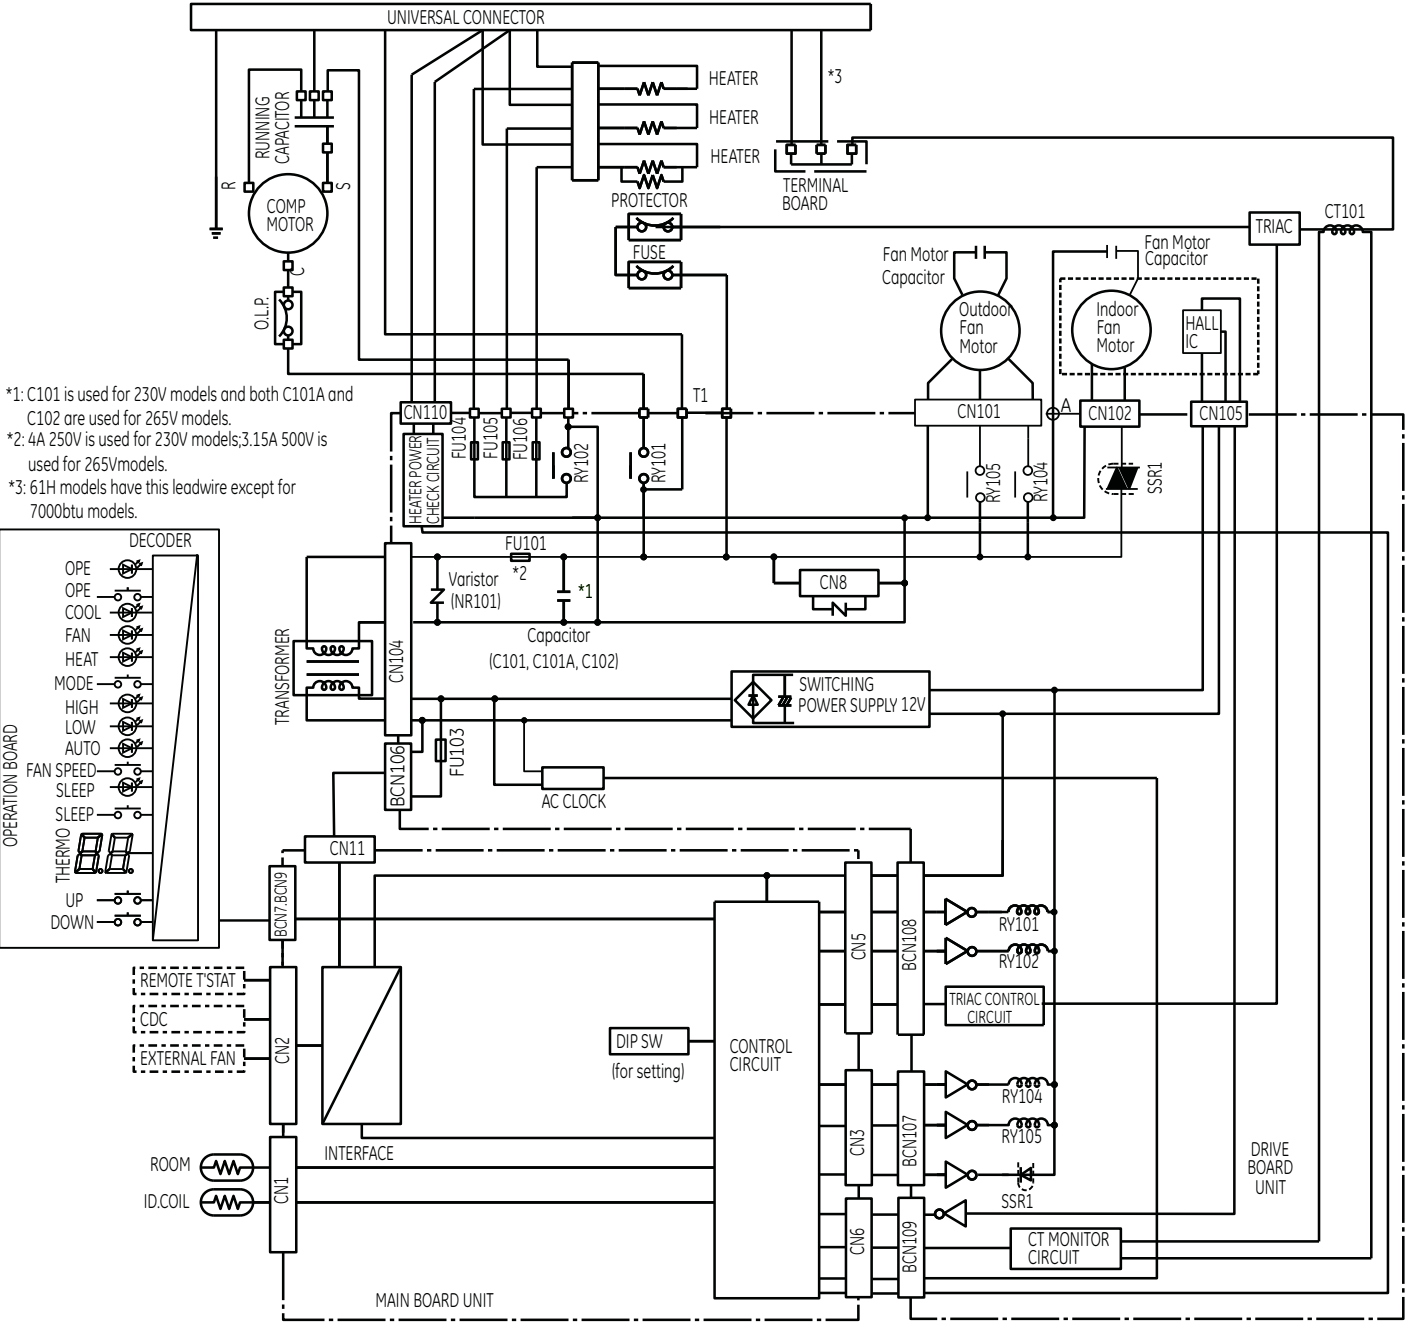 UNIVERSAL CONNECTOR
RUNNING
CAPACITOR
R
S
COMP
MOTOR
C
O.L.P.
HEATER
HEATER
HEATER
*3
TERMINAL
BOARD
PROTECTOR
FUSE
TRIAC
CT101
Fan Motor
Capacitor
Fan Motor
Capacitor
Outdoor
Fan
Motor
Indoor
Fan
Motor
HALL
IC
*1: C101 is used for 230V models and both C101A and
C102 are used for 265V models.
*2: 4A 250V is used for 230V models;3.15A 500V is
used for 265Vmodels.
*3: 61H models have this leadwire except for
7000btu models.
T1
CN110
CN101
A
CN102
CN105
HEATER POWER
CHECK CIRCUIT
FU104
FU105
FU106
RY102
RY101
RY105
RY104
SSR1
DECODER
OPERATION BOARD
OPE
OPE
COOL
FAN
HEAT
MODE
HIGH
LOW
AUTO
FAN SPEED
SLEEP
SLEEP
THERMO
8.8.
UP
DOWN
FU101
*2
Varistor
(NR101)
*1
CN8
Capacitor
(C101, C101A, C102)
TRANSFORMER
CN104
SWITCHING
POWER SUPPLY 12V
BCN106
FU103
AC CLOCK
CN11
BCN7.BCN9
CN5
BCN108
RY101
RY102
REMOTE T'STAT
CDC
EXTERNAL FAN
CN2
TRIAC CONTROL
CIRCUIT
DIP SW
(for setting)
CONTROL
CIRCUIT
CN3
BCN107
RY104
RY105
SSR1
INTERFACE
ROOM
ID.COIL
CN1
DRIVE
BOARD
UNIT
CN6
BCN109
CT MONITOR
CIRCUIT
MAIN BOARD UNIT